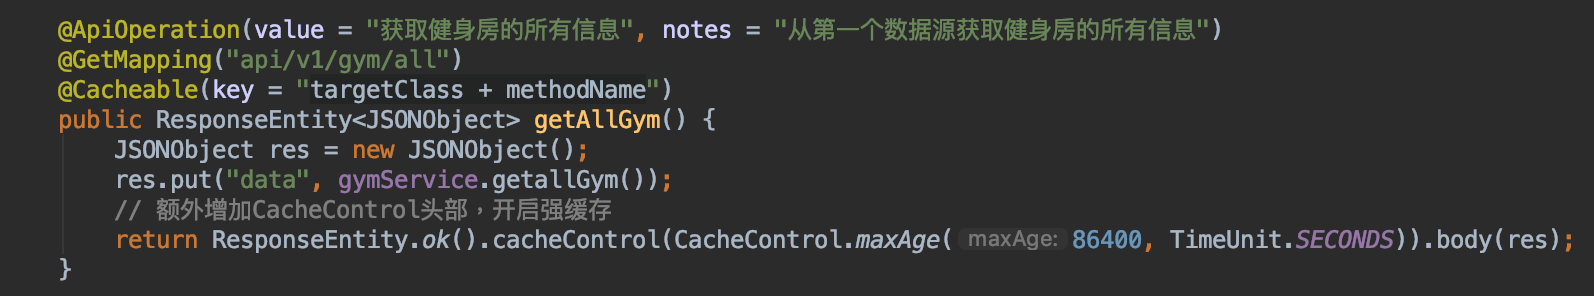 @ApiOperation(value = "获取健身房的所有信息", notes = "从第一个数据源获取健身房的所有信息")
@GetMapping("api/v1/gym/all")
@Cacheable(key = "targetClass + methodName")
public ResponseEntity<JSONObject> getAllGym() {
JSONObject res = new JSONObject();
res.put("data", gymService.getallGym());
// 额外增加CacheControl头部，开启强缓存
return ResponseEntity.ok().cacheControl(CacheControl.maxAge( maxAge: 86400, TimeUnit.SECONDS)).body(res);
}